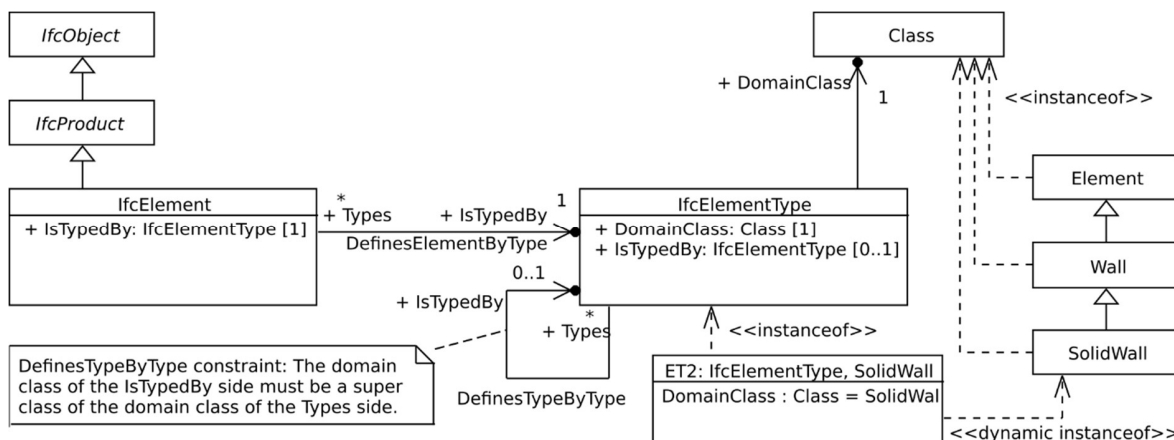 IfcObject
Class
+ DomainClass
1
<<instanceof>>
IfcProduct
Element
IfcElement
+ IsTypedBy: IfcElementType [1]
*
+ Types
+ IsTypedBy
1
DefinesElementByType
IfcElementType
+ DomainClass: Class [1]
+ IsTypedBy: IfcElementType [0..1]
Wall
0..1
+ IsTypedBy
*
+ Types
<<instanceof>>
SolidWall
DefinesTypeByType constraint: The domain
class of the IsTypedBy side must be a super
class of the domain class of the Types side.
DefinesTypeByType
ET2: IfcElementType, SolidWall
DomainClass : Class = SolidWal
<<dynamic instanceof>>